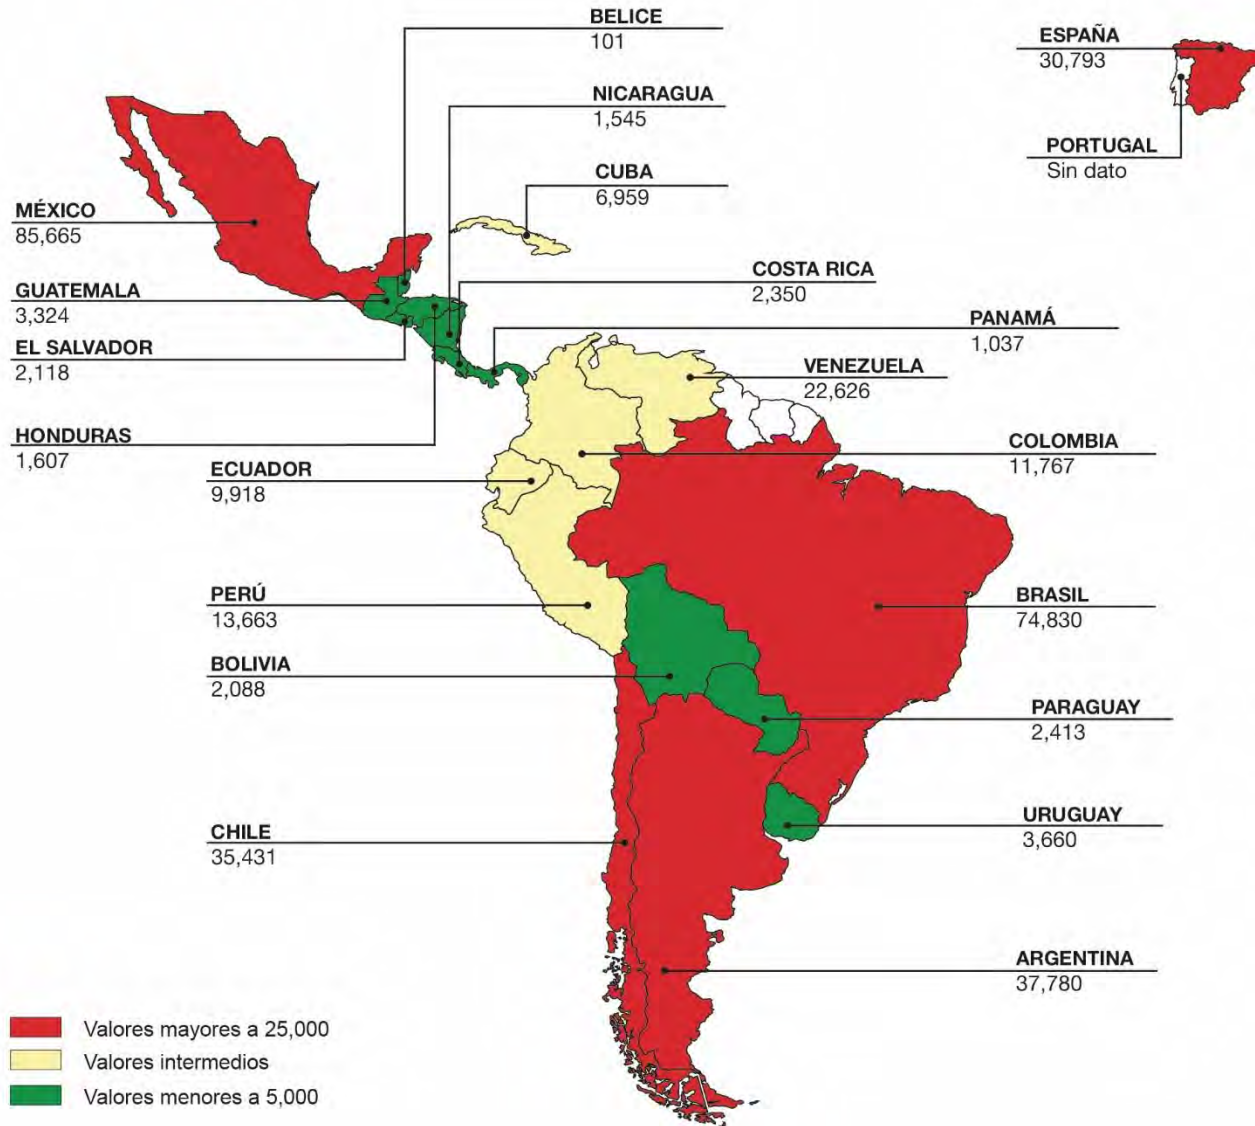 BELICE
101
ESPAÑA
30,793
NICARAGUA
1,545
PORTUGAL
Sin dato
CUBA
6,959
MÉXICO
85,665
COSTA RICA
2,350
GUATEMALA
3,324
PANAMÁ
1,037
EL SALVADOR
2,118
VENEZUELA
22,626
HONDURAS
1,607
COLOMBIA
11,767
ECUADOR
9,918
PERÚ
13,663
BRASIL
74,830
BOLIVIA
2,088
PARAGUAY
2,413
CHILE
35,431
URUGUAY
3,660
ARGENTINA
37,780
Valores mayores a 25,000
Valores intermedios
Valores menores a 5,000